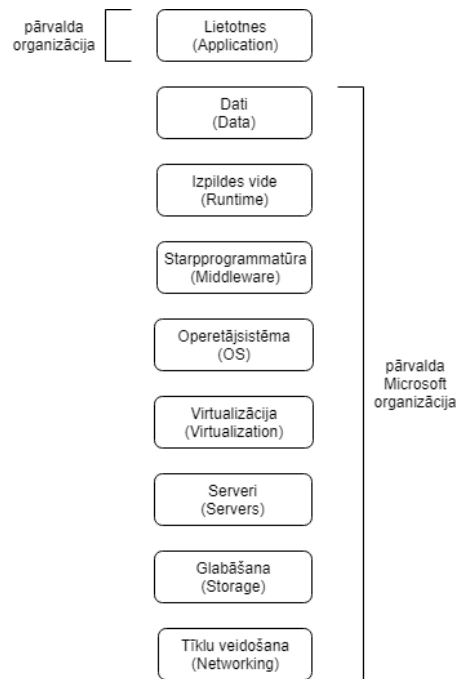 pārvalda
organizācija
Lietotnes
(Application)
Dati
(Data)
Izpildes vide
(Runtime)
Starpprogrammatūra
(Middleware)
Operetājsistēma
(OS)
pārvalda
Microsoft
organizācija
Virtualizācija
(Virtualization)
Serveri
(Servers)
Glabāšana
(Storage)
Tīklu veidošana
(Networking)